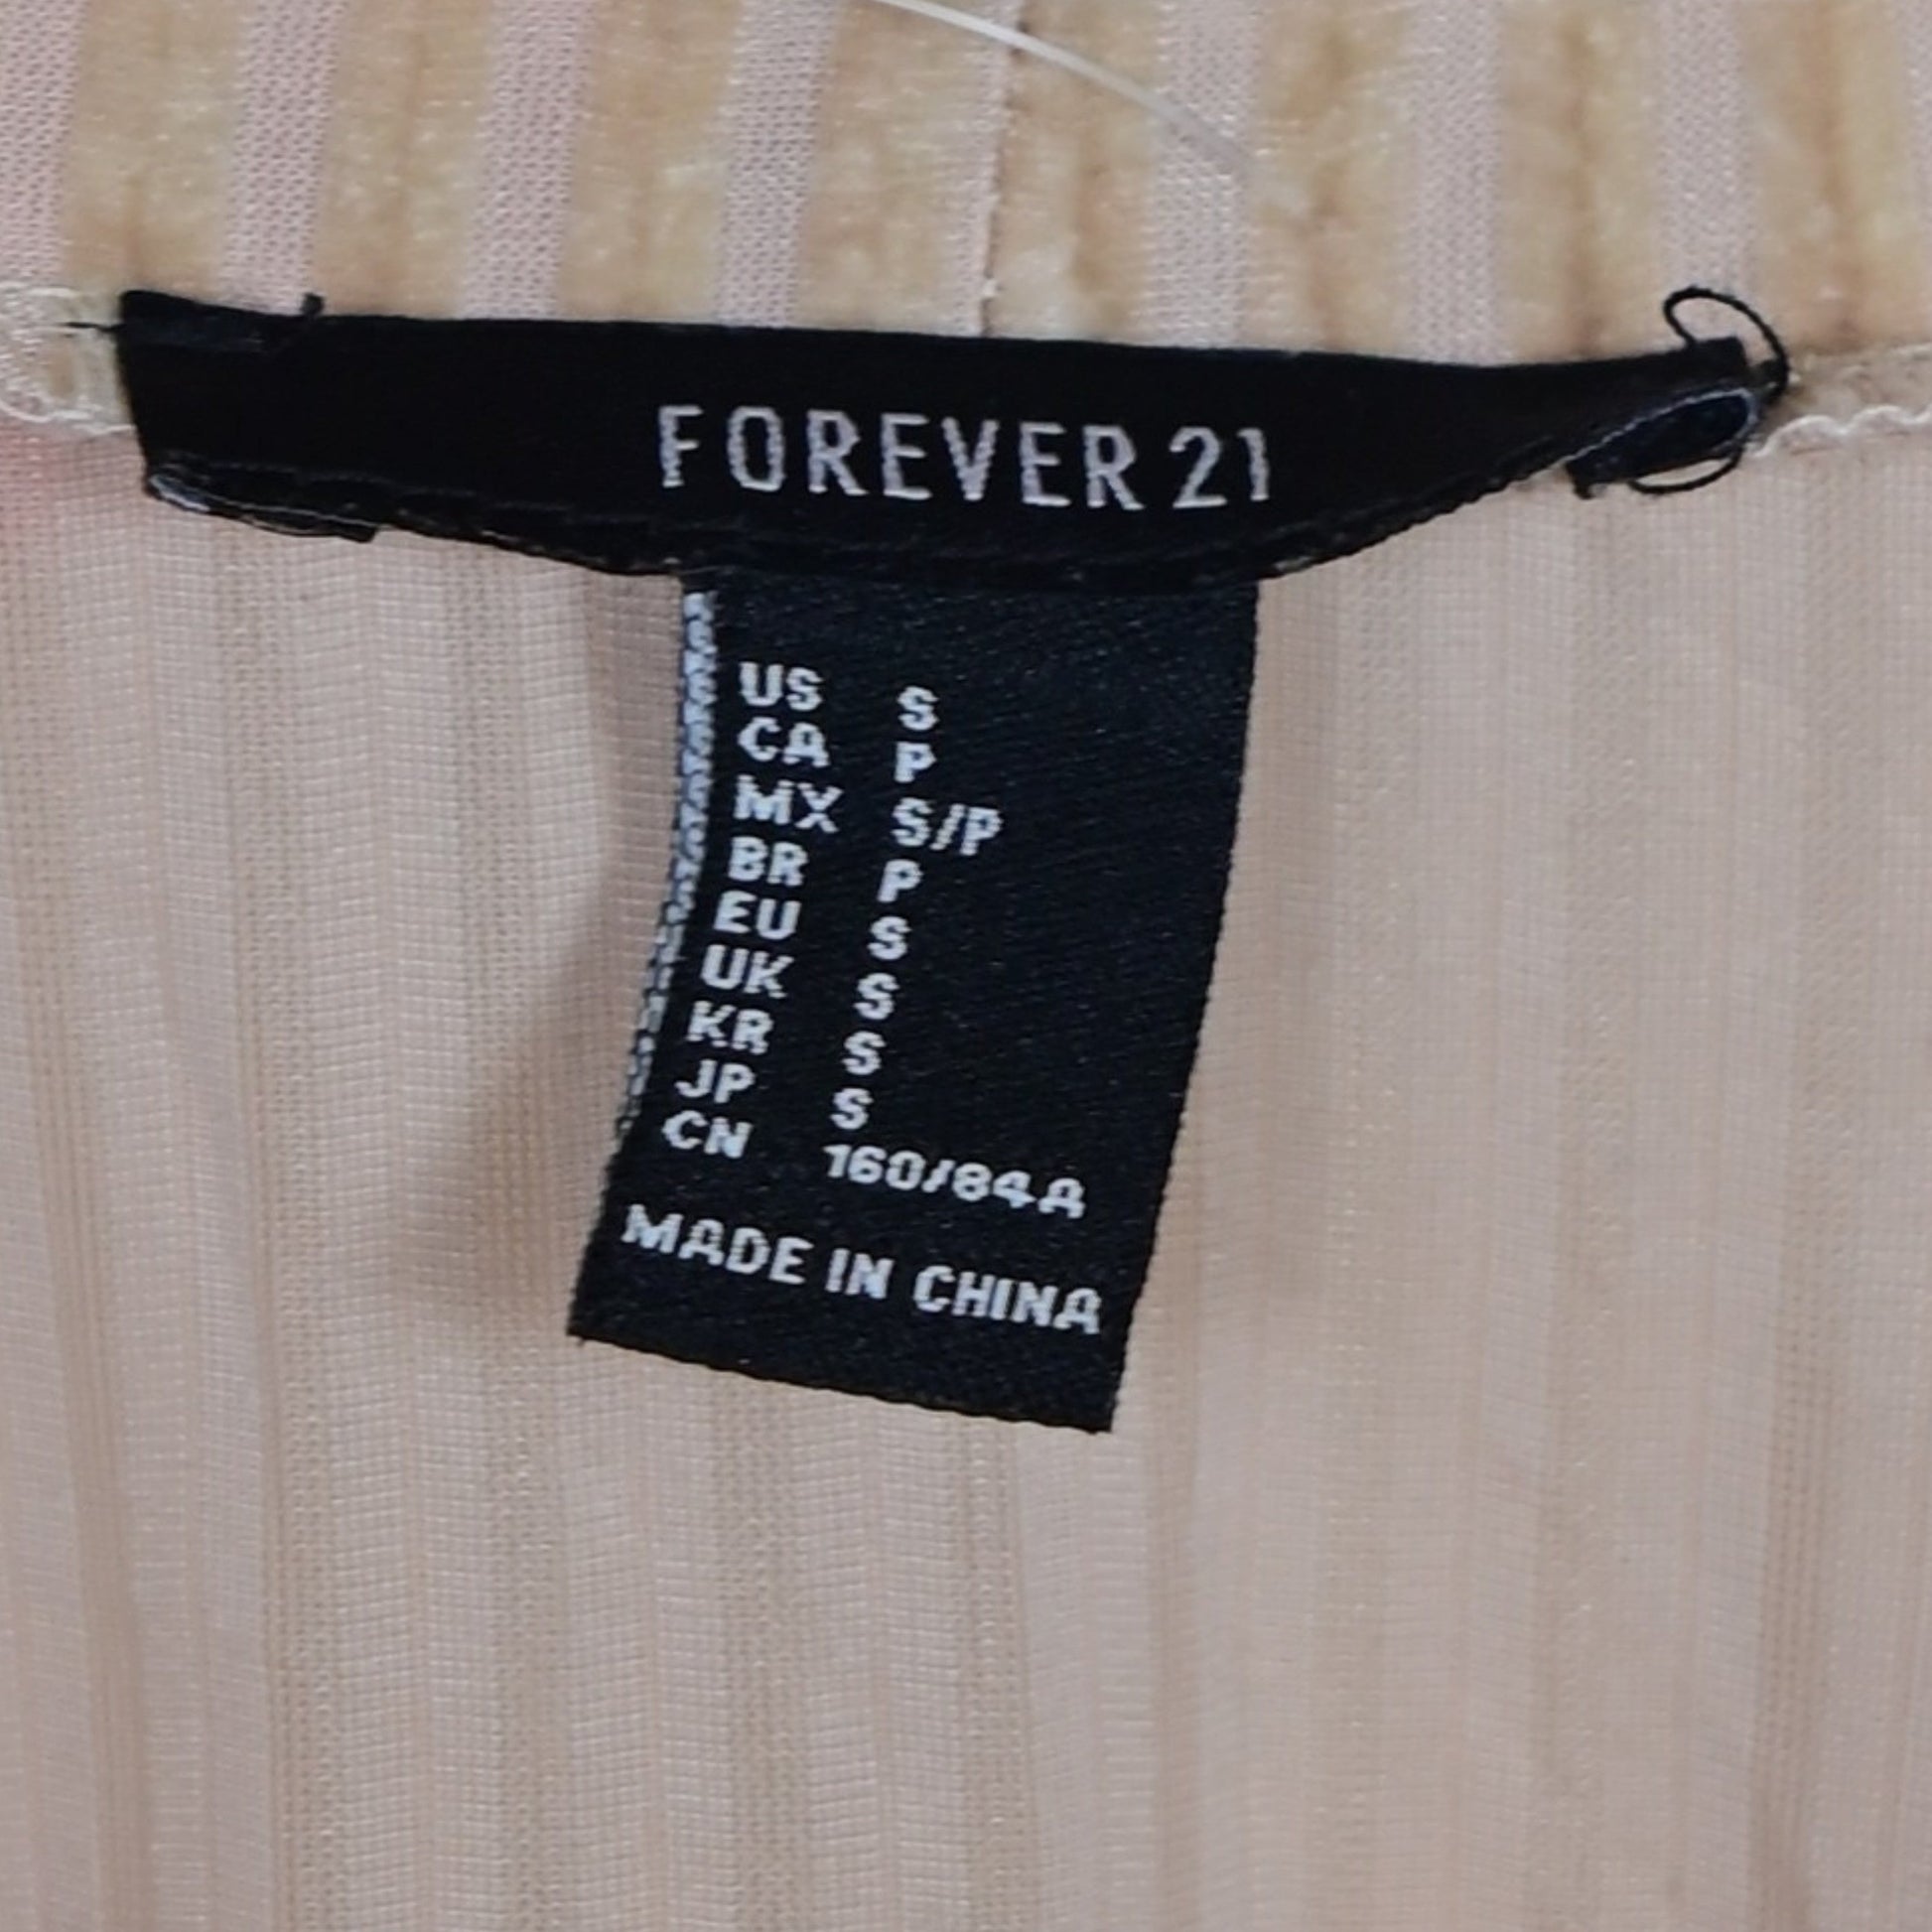 FOREVER 21
US S
CA P
MX S/P
BR P
EU S
UK S
KR S
JP S
CN 160/84A
MADE IN CHINA